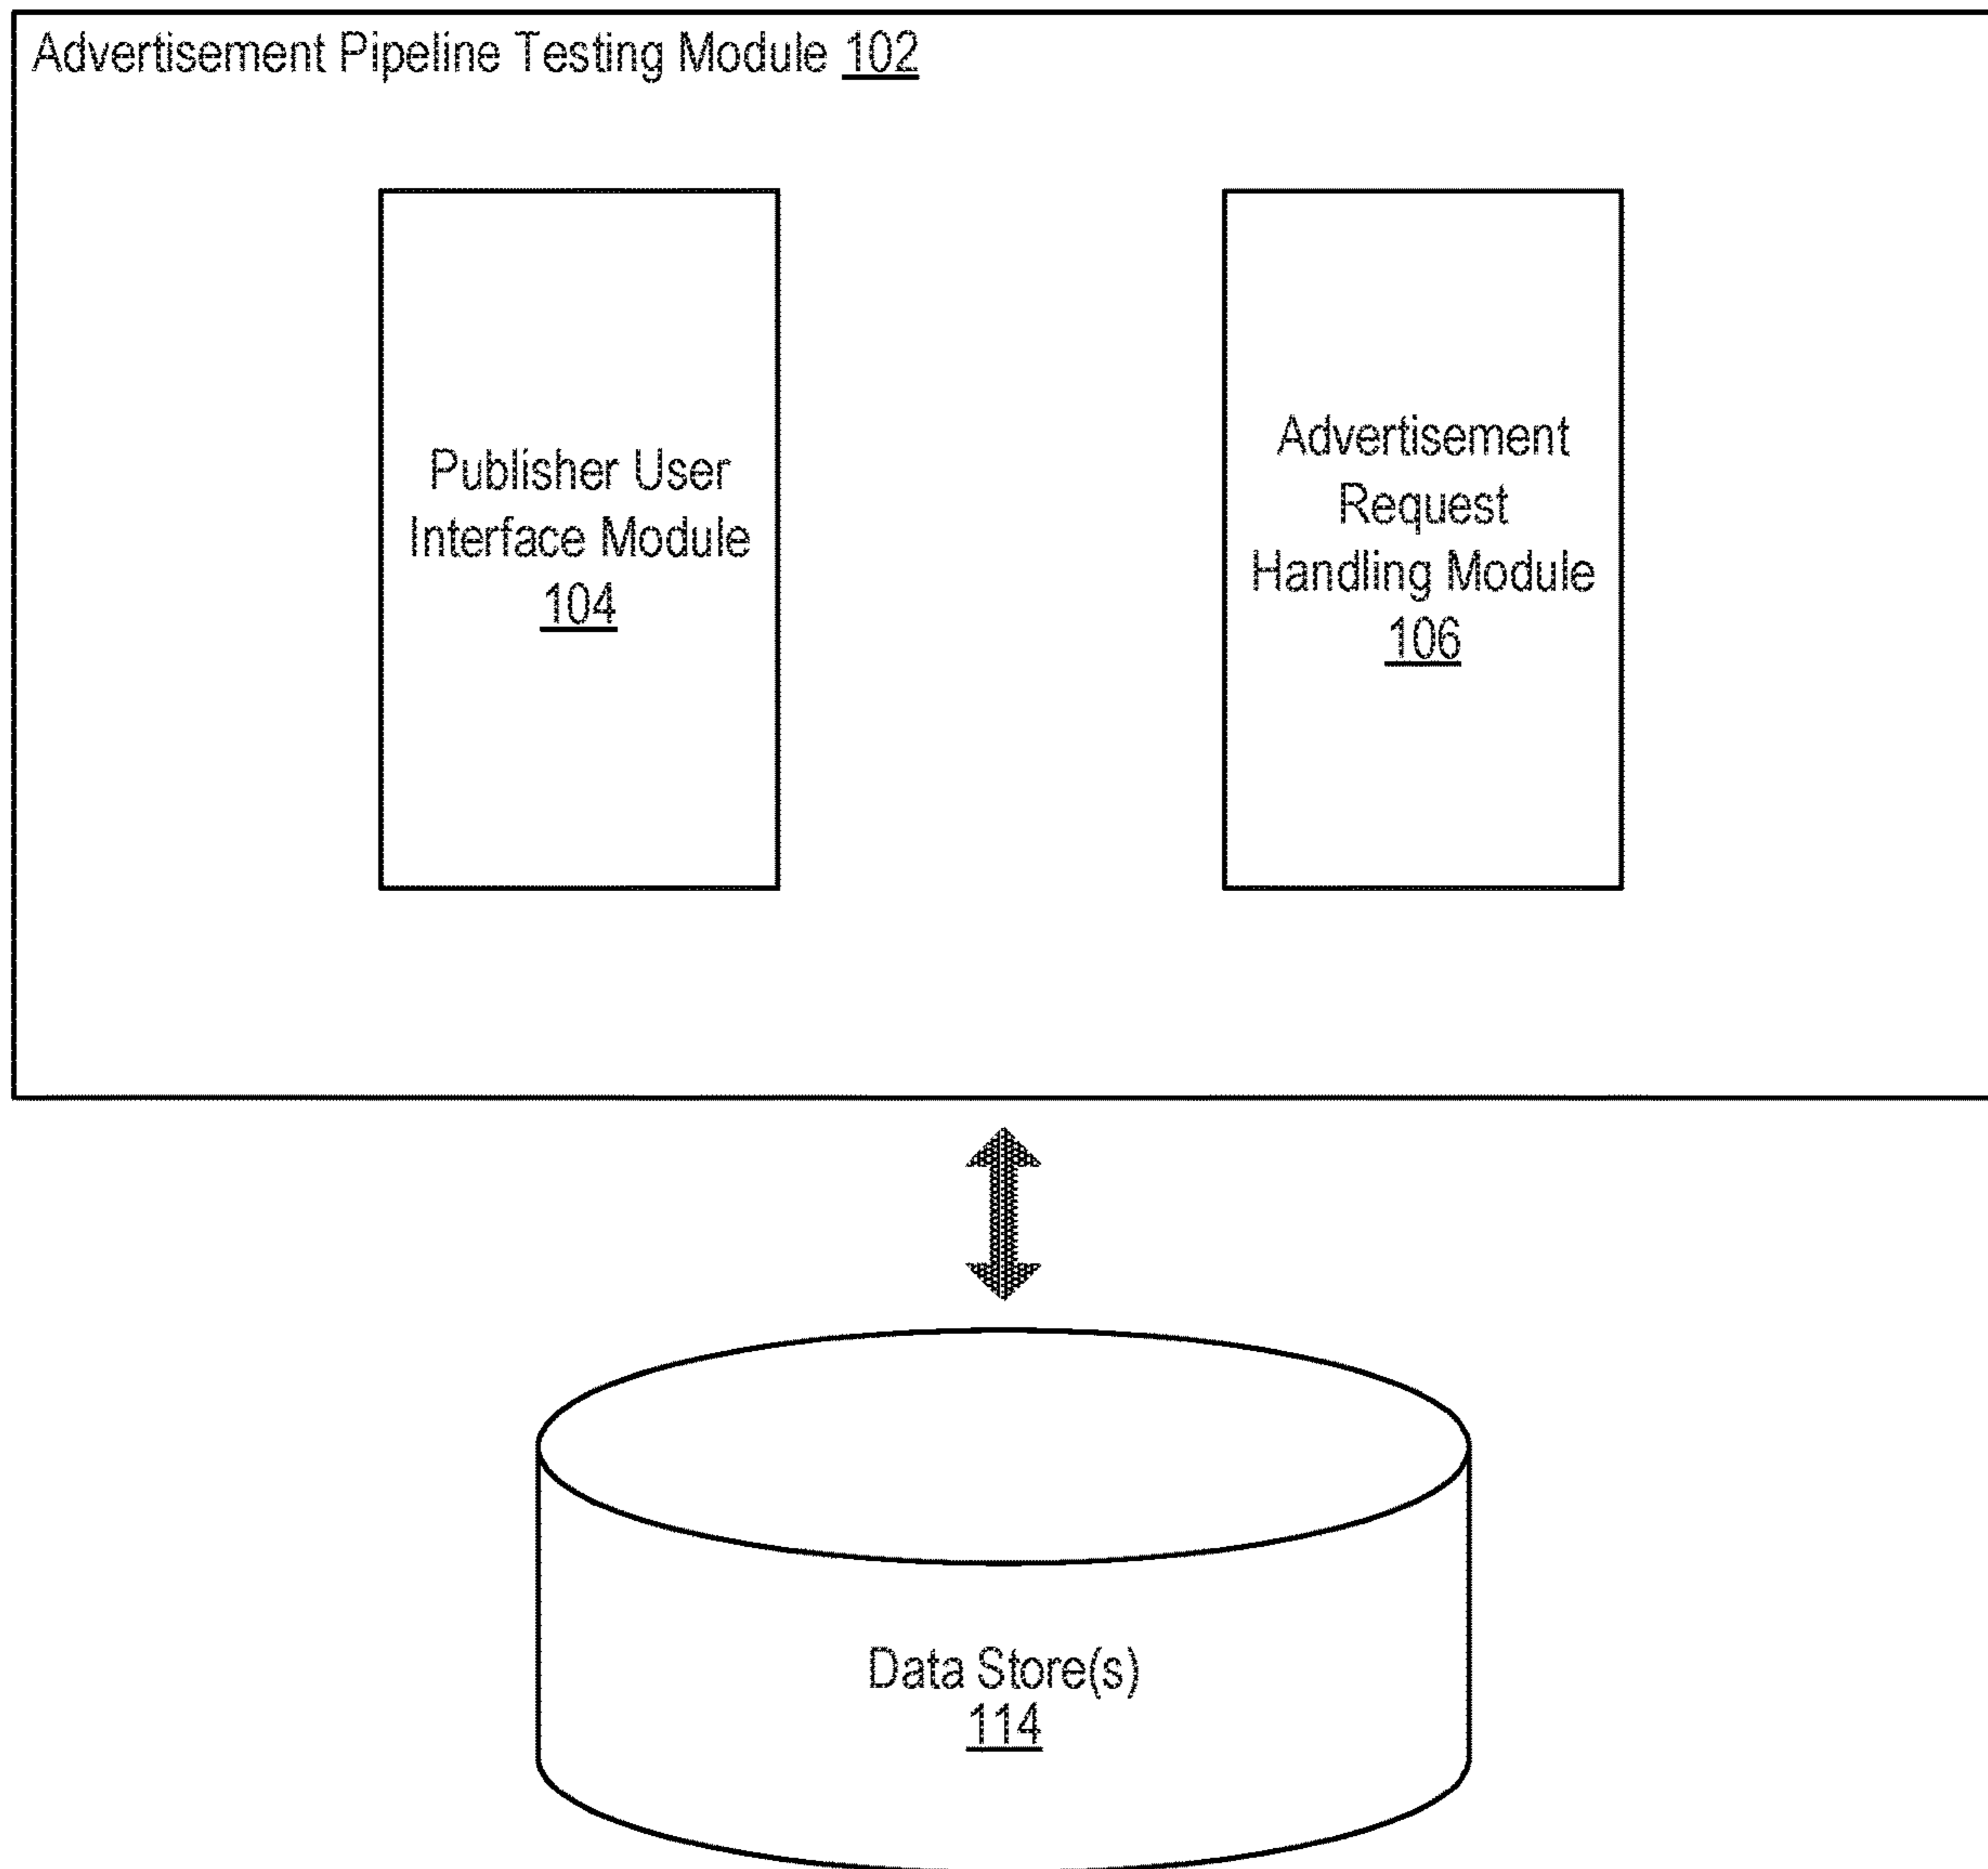 Advertisement Pipeline Testing Module 102
Publisher User
Interface Module
104
Advertisement
Request
Handling Module
106
Data Store(s)
114